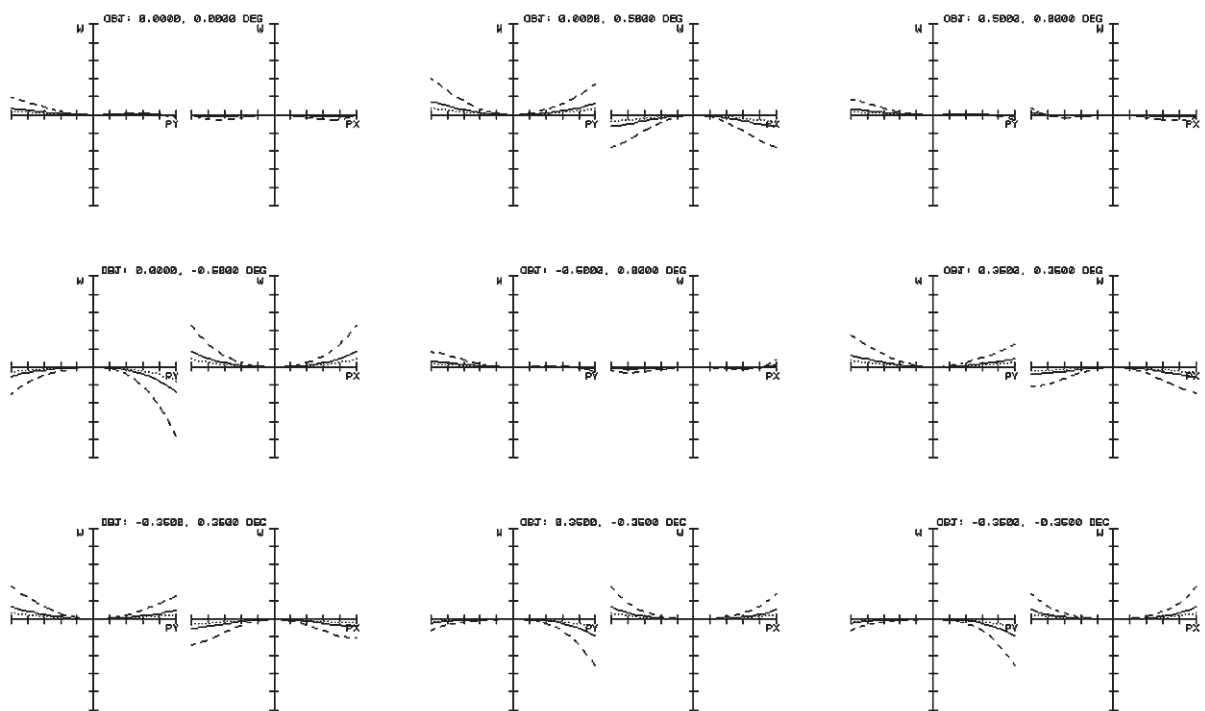 OBJ: 0.0000, 0.0000 DEG
W W
PY PX
OBJ: 0.0000, 0.5000 DEG
W W
PY PX
OBJ: 0.5000, 0.0000 DEG
W W
PY PX
OBJ: 0.0000, -0.5000 DEG
W W
PY PX
OBJ: -0.5000, 0.0000 DEG
W W
PY PX
OBJ: 0.3500, 0.3500 DEG
W W
PY PX
OBJ: -0.3500, 0.3500 DEG
W W
PY PX
OBJ: 0.3500, -0.3500 DEG
W W
PY PX
OBJ: -0.3500, -0.3500 DEG
W W
PY PX